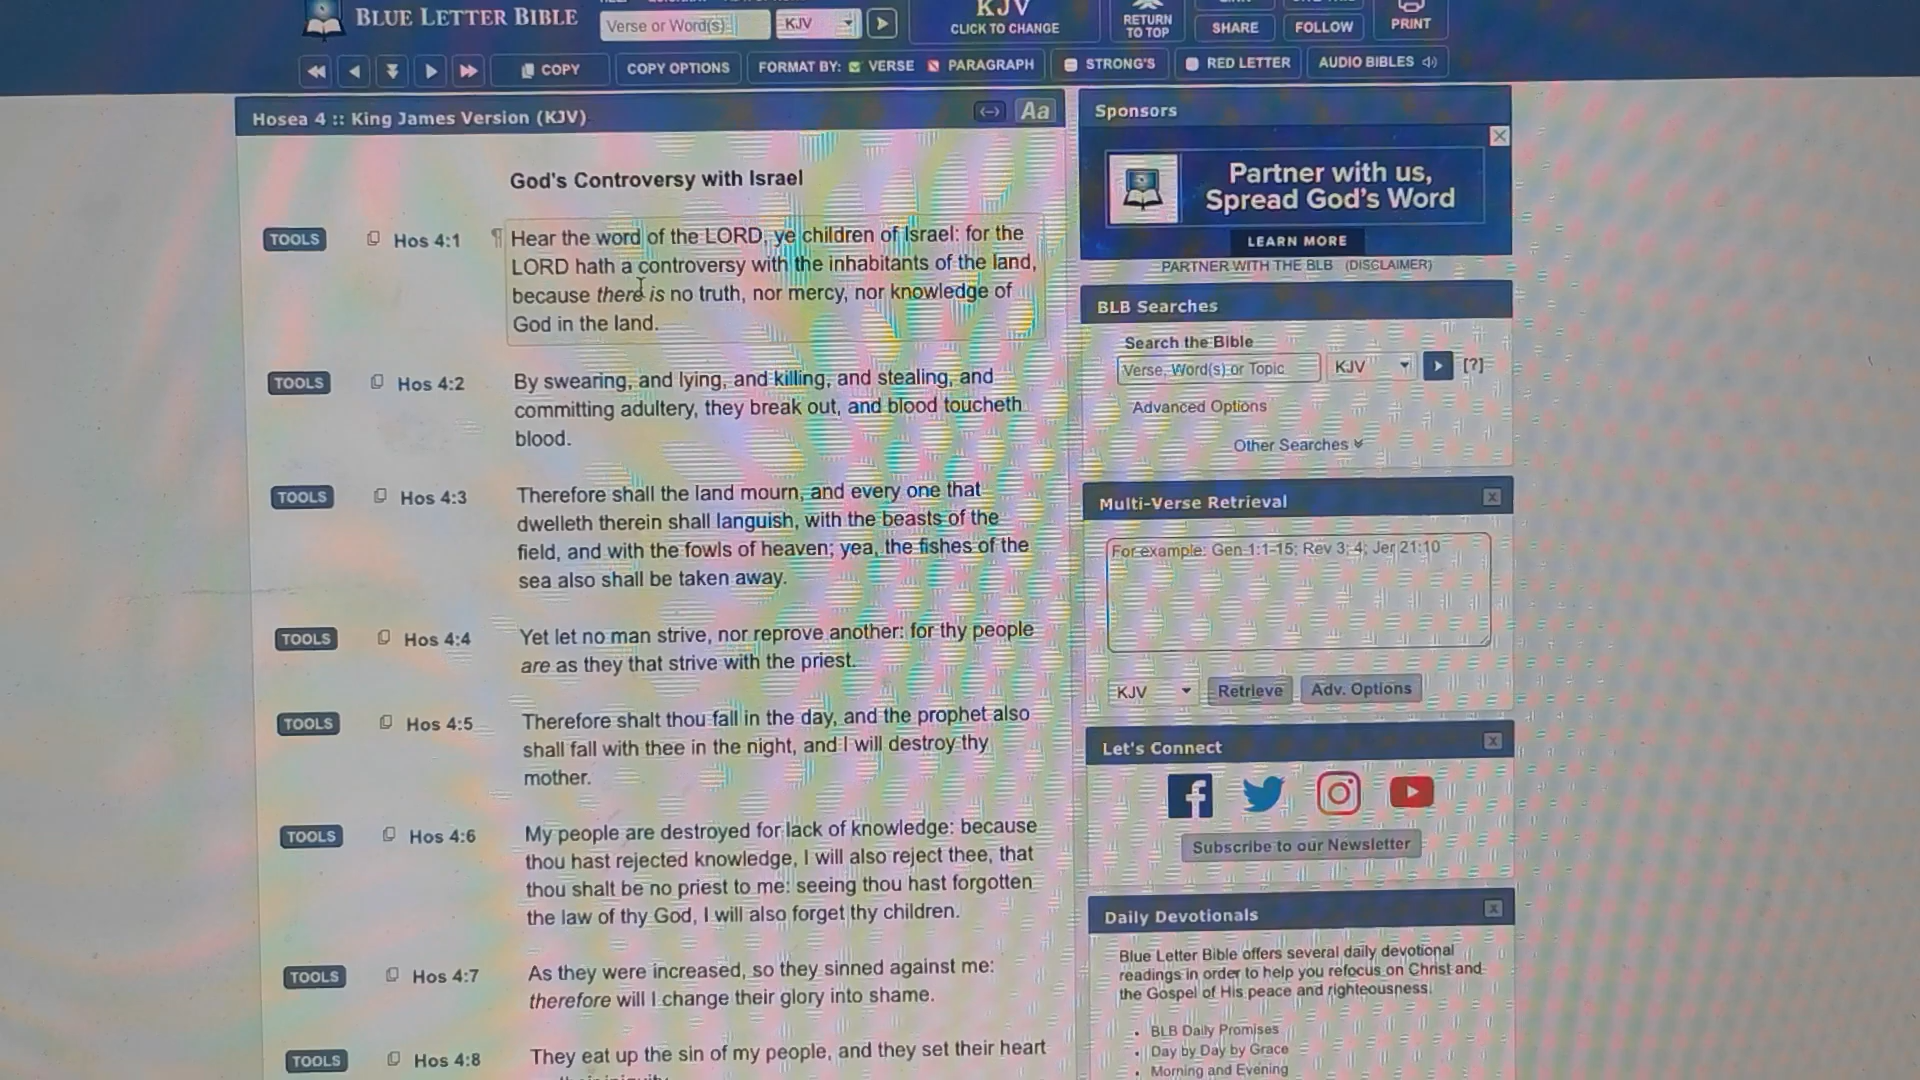 BLUE LETTER BIBLE
Verse or Word(s)
KJV
KJV
CLICK TO CHANGE
RETURN
TO TOP
SHARE
FOLLOW
PRINT
COPY
COPY OPTIONS
FORMAT BY: VERSE PARAGRAPH
STRONG'S
RED LETTER
AUDIO BIBLES
Hosea 4 :: King James Version (KJV)
Aa
God's Controversy with Israel
TOOLS Hos 4:1 ¶ Hear the word of the LORD, ye children of Israel: for the
LORD hath a controversy with the inhabitants of the land,
because there is no truth, nor mercy, nor knowledge of
God in the land.
TOOLS Hos 4:2 By swearing, and lying, and killing, and stealing, and
committing adultery, they break out, and blood toucheth
blood.
TOOLS Hos 4:3 Therefore shall the land mourn, and every one that
dwelleth therein shall languish, with the beasts of the
field, and with the fowls of heaven; yea, the fishes of the
sea also shall be taken away.
TOOLS Hos 4:4 Yet let no man strive, nor reprove another: for thy people
are as they that strive with the priest.
TOOLS Hos 4:5 Therefore shalt thou fall in the day, and the prophet also
shall fall with thee in the night, and I will destroy thy
mother.
TOOLS Hos 4:6 My people are destroyed for lack of knowledge: because
thou hast rejected knowledge, I will also reject thee, that
thou shalt be no priest to me: seeing thou hast forgotten
the law of thy God, I will also forget thy children.
TOOLS Hos 4:7 As they were increased, so they sinned against me:
therefore will I change their glory into shame.
TOOLS Hos 4:8 They eat up the sin of my people, and they set their heart
Sponsors
Partner with us,
Spread God's Word
LEARN MORE
PARTNER WITH THE BLB (DISCLAIMER)
BLB Searches
Search the Bible
Verse, Word(s) or Topic
KJV
[?]
Advanced Options
Other Searches
Multi-Verse Retrieval
x
For example: Gen 1:1-15; Rev 3; 4; Jer 21:10
KJV
Retrieve
Adv. Options
Let's Connect
x
Subscribe to our Newsletter
Daily Devotionals
x
Blue Letter Bible offers several daily devotional
readings in order to help you refocus on Christ and
the Gospel of His peace and righteousness.
• BLB Daily Promises
• Day by Day by Grace
• Morning and Evening